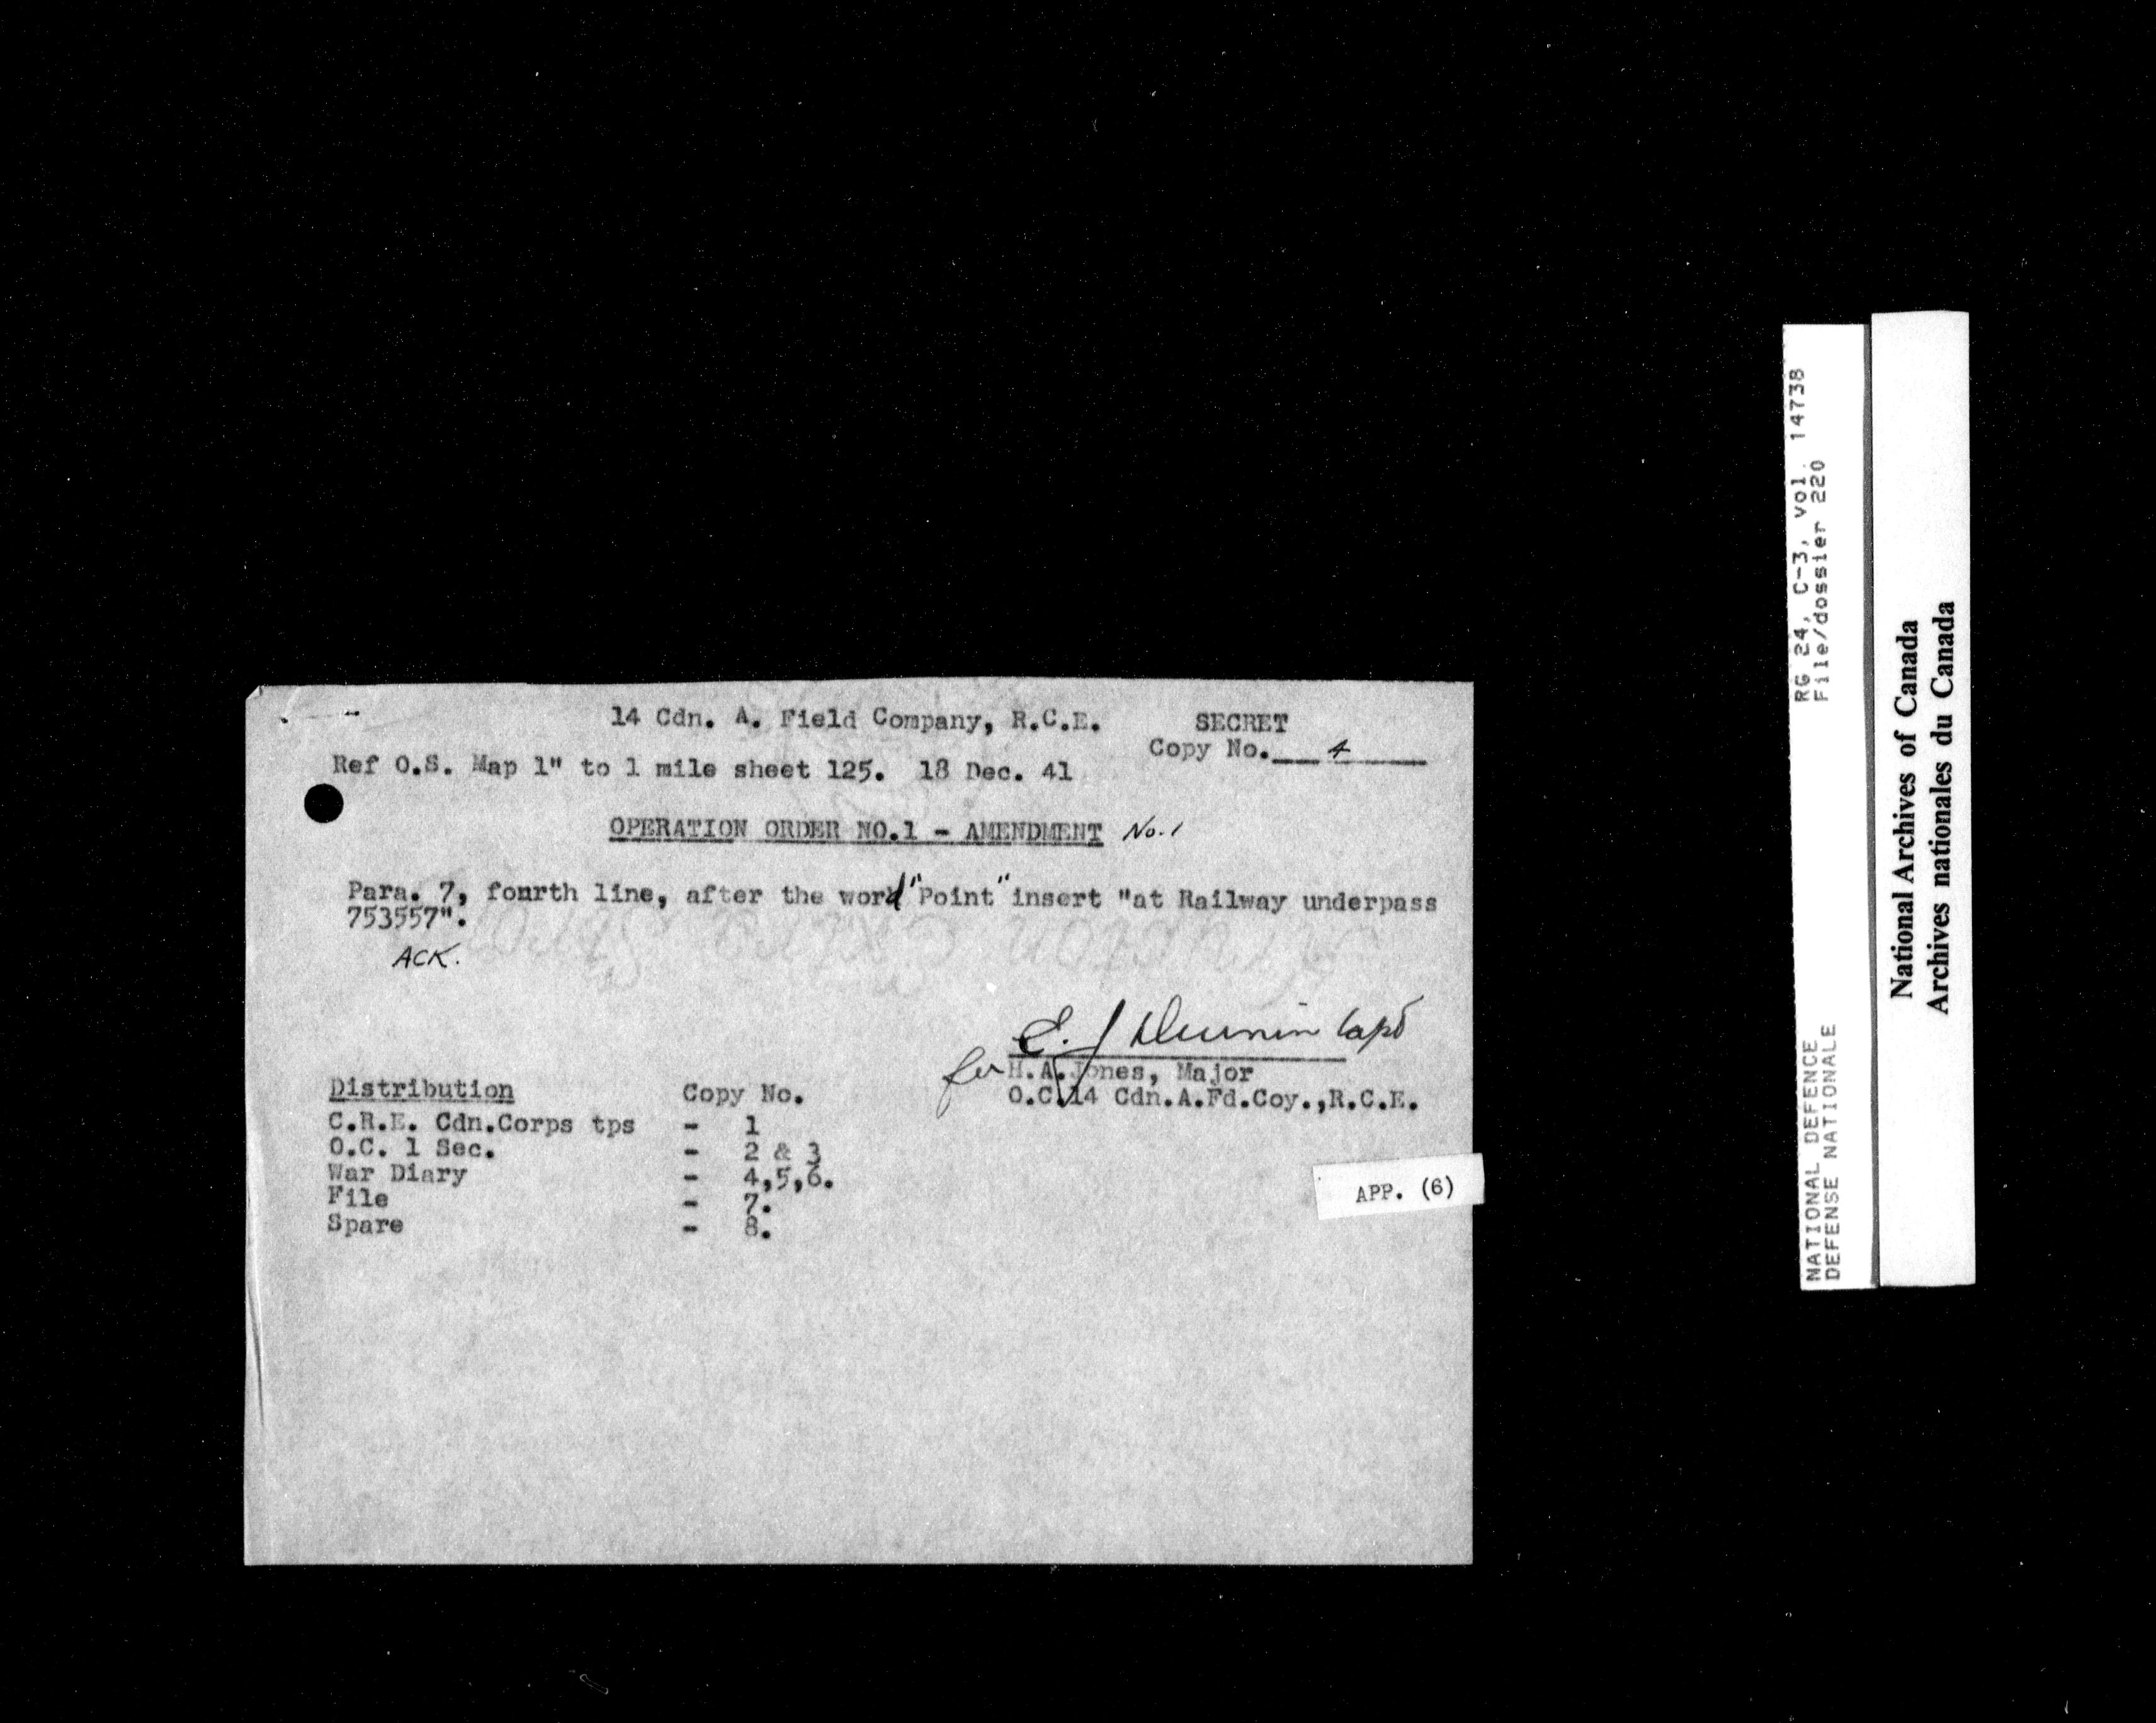 14 Cdn. A. Field Company, R.C.E.
SECRET
Copy No. 4
Ref O.S. Map 1" to 1 mile sheet 125. 18 Dec. 41
OPERATION ORDER NO.1 - AMENDMENT No. 1
Para. 7, fourth line, after the word "Point" insert "at Railway underpass
753557".
ACK.
E. J. Capt
for H.A. Jones, Major
O.C. 14 Cdn.A.Fd.Coy.,R.C.E.
Distribution Copy No.
C.R.E. Cdn.Corps tps - 1
O.C. 1 Sec. - 2 & 3
War Diary - 4,5,6.
File - 7.
Spare - 8.
APP. (6)
NATIONAL DEFENCE RG 24, C-3, vol. 14738
DEFENSE NATIONALE File/dossier 220
National Archives of Canada
Archives nationales du Canada